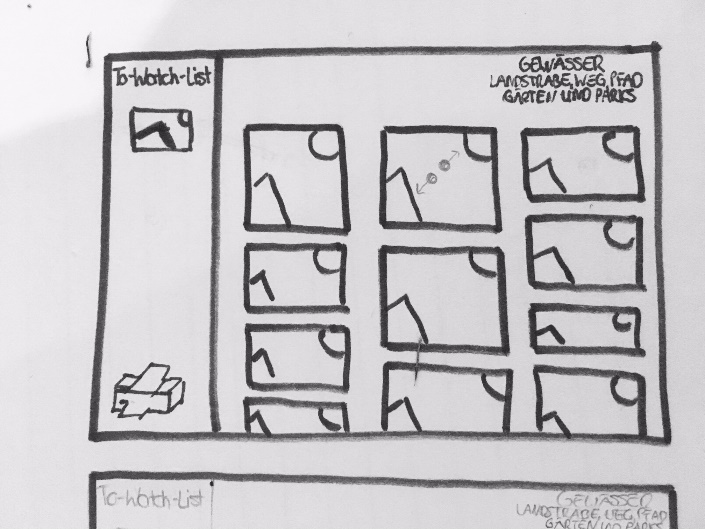 To-Watch-List
GEWÄSSER
LANDSTRAßE, WEG, PFAD
GÄRTEN UND PARKS
To-Watch-List
GEWÄSSER
LANDSTRAßE, WEG, PFAD
GÄRTEN UND PARKS